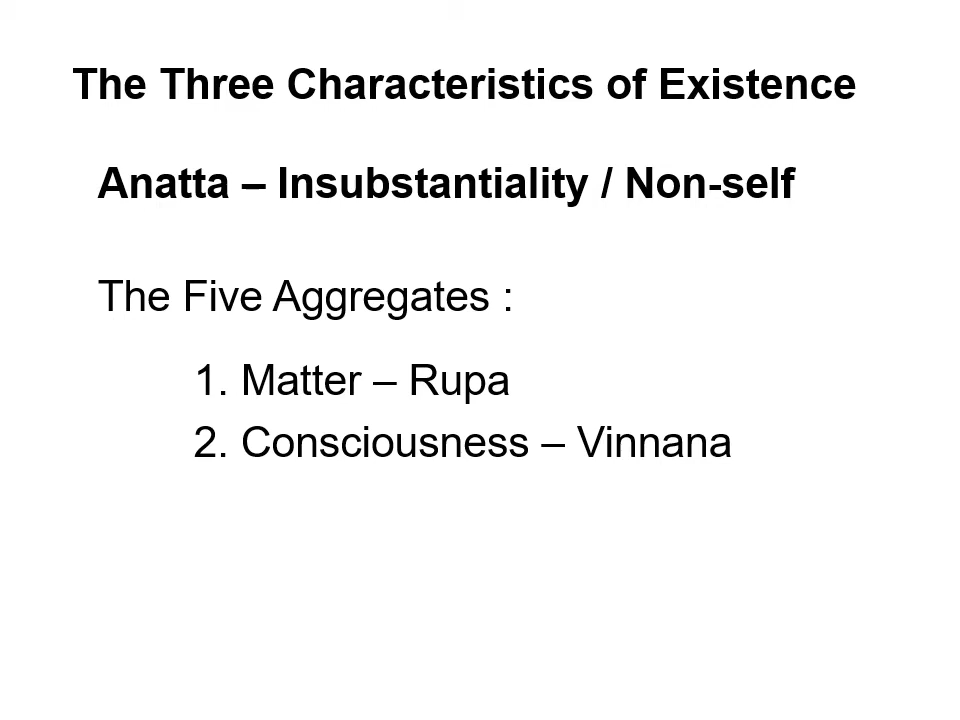 The Three Characteristics of Existence
Anatta – Insubstantiality / Non-self
The Five Aggregates :
1. Matter – Rupa
2. Consciousness – Vinnana